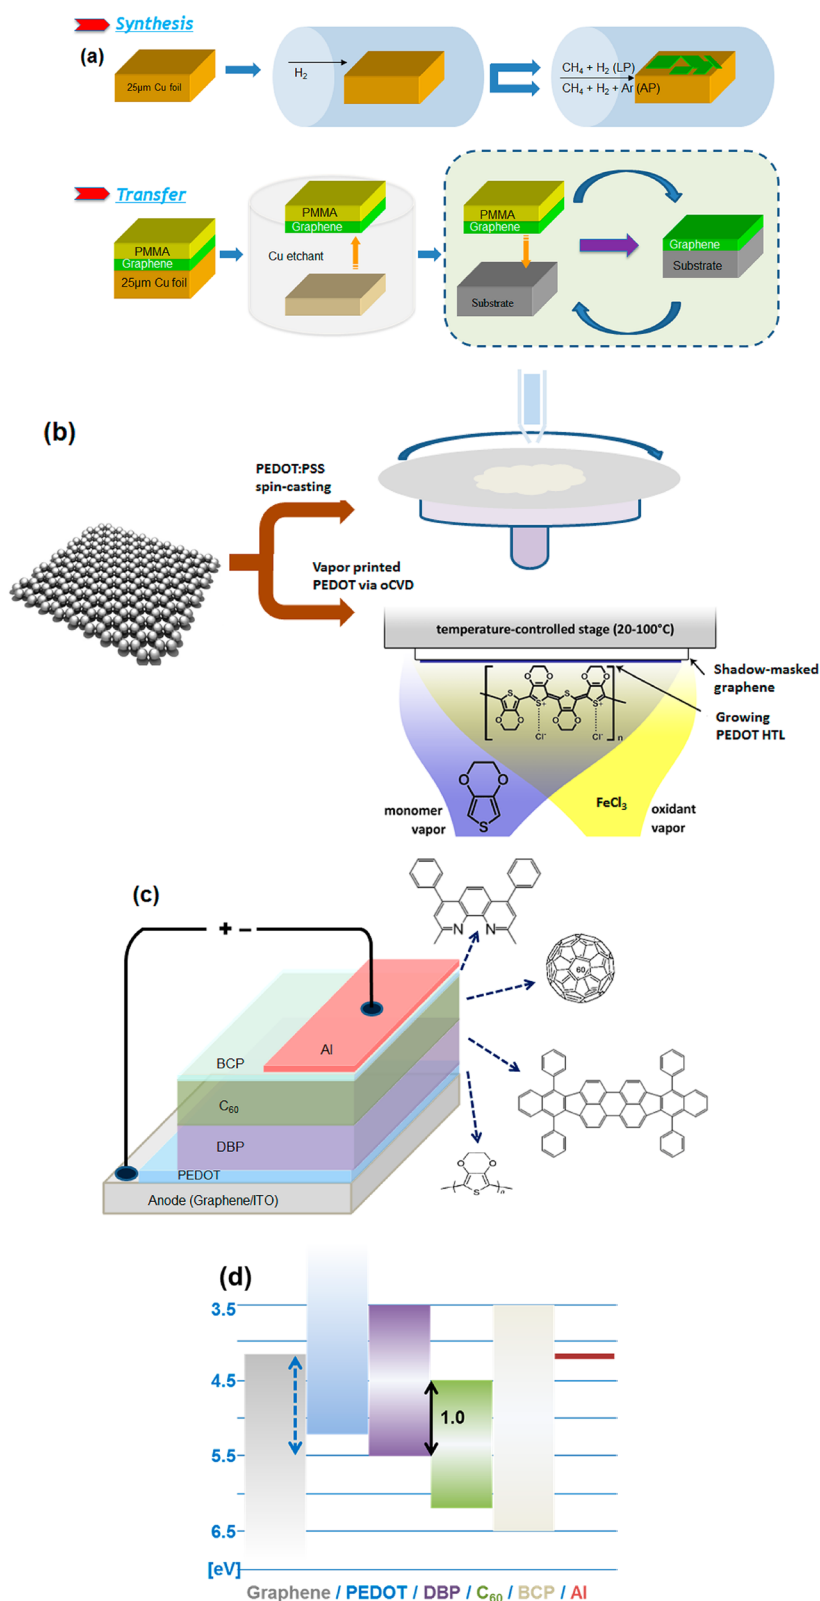 Synthesis
(a)
25µm Cu foil
H2
CH4 + H2 (LP)
CH4 + H2 + Ar (AP)
Transfer
PMMA
Graphene
25µm Cu foil
PMMA
Graphene
Cu etchant
PMMA
Graphene
Substrate
Graphene
Substrate
(b)
PEDOT:PSS
spin-casting
Vapor printed
PEDOT via oCVD
temperature-controlled stage (20-100°C)
Shadow-masked
graphene
Growing
PEDOT HTL
O O O O
S S+ S S+
O O O O
Cl- Cl- n
O O
S
monomer
vapor
FeCl3
oxidant
vapor
(c)
N N
60
+ –
Al
BCP
C60
DBP
PEDOT
Anode (Graphene/ITO)
O O
S n
(d)
3.5
4.5
1.0
5.5
6.5
[eV]
Graphene / PEDOT / DBP / C60 / BCP / Al